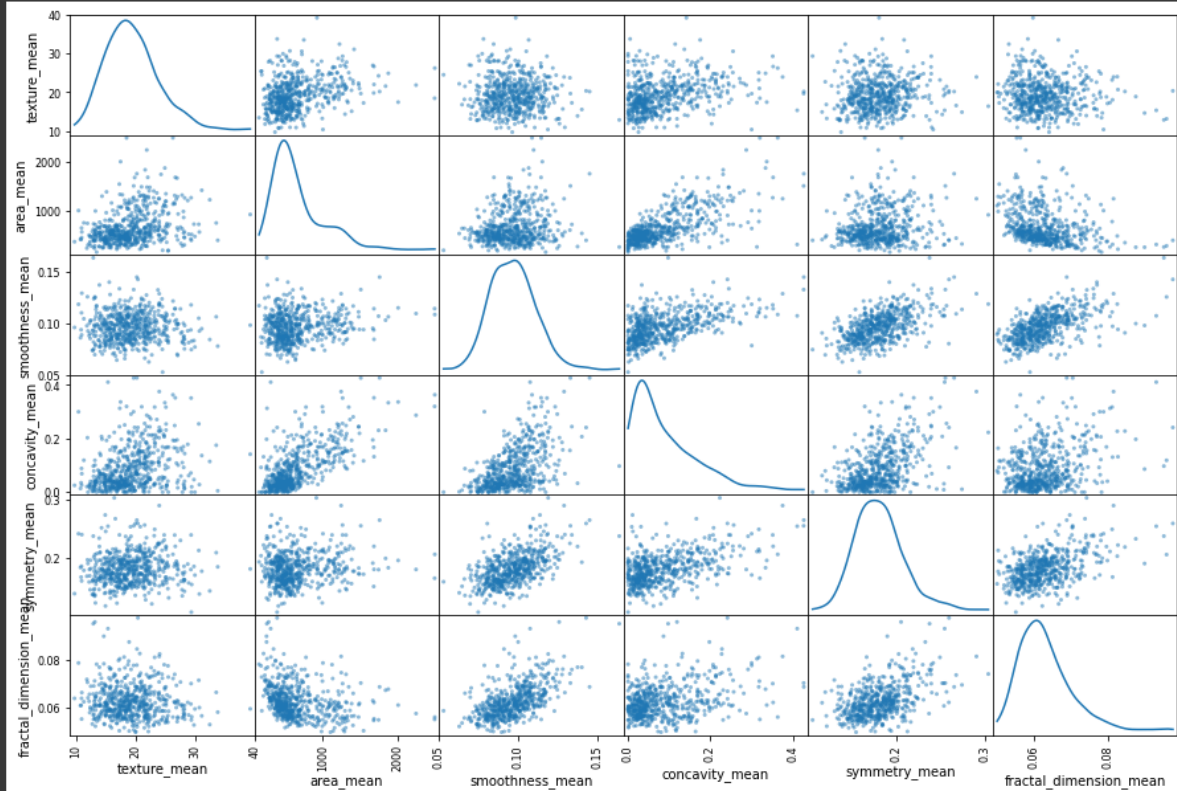 texture_mean
40
30
20
10
area_mean
2000
1000
smoothness_mean
0.15
0.10
0.05
concavity_mean
0.4
0.2
0.0
symmetry_mean
0.3
0.2
fractal_dimension_mean
0.08
0.06
10 20 30 40 1000 2000 0.05 0.10 0.15 0.0 0.2 0.4 0.2 0.3 0.06 0.08
texture_mean area_mean smoothness_mean concavity_mean symmetry_mean fractal_dimension_mean